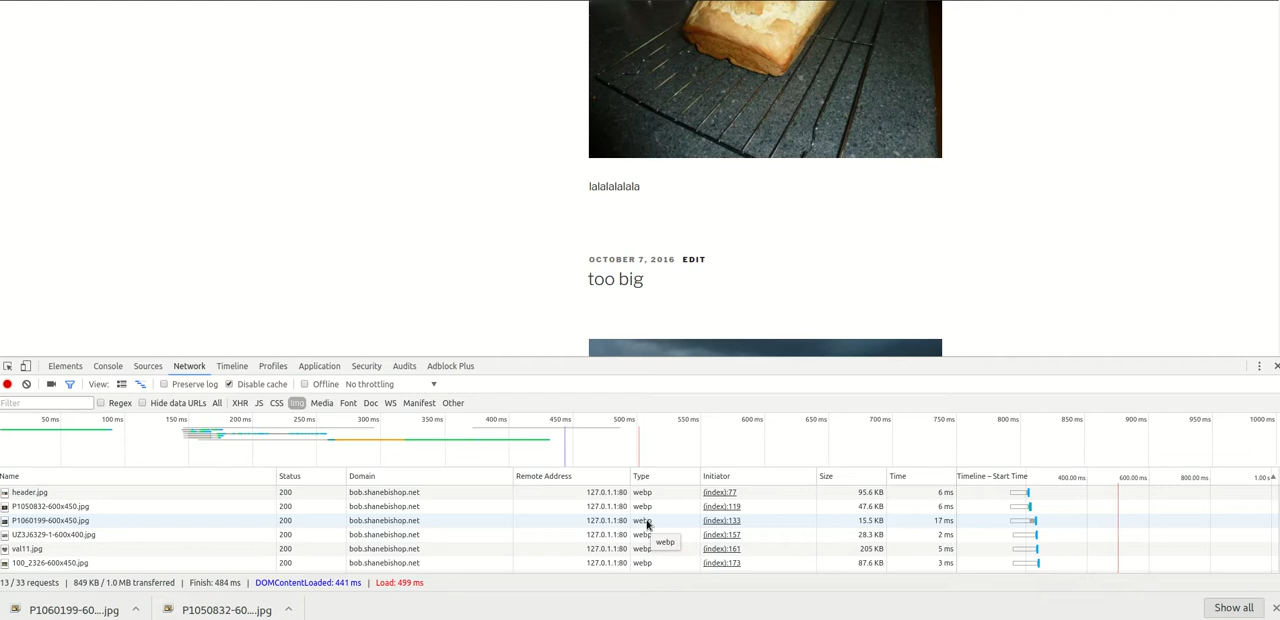 lalalalalala
OCTOBER 7, 2016 EDIT
too big
Elements Console Sources Network Timeline Profiles Application Security Audits Adblock Plus
View: Preserve log Disable cache Offline No throttling
Filter Regex Hide data URLs All XHR JS CSS Img Media Font Doc WS Manifest Other
50 ms 100 ms 150 ms 200 ms 250 ms 300 ms 350 ms 400 ms 450 ms 500 ms 550 ms 600 ms 650 ms 700 ms 750 ms 800 ms 850 ms 900 ms 950 ms 1000 ms
Name Status Domain Remote Address Type Initiator Size Time Timeline – Start Time 400.00 ms 600.00 ms 800.00 ms 1.00 s
header.jpg 200 bob.shanebishop.net 127.0.1.1:80 webp (index):77 95.6 KB 6 ms
P1050832-600x450.jpg 200 bob.shanebishop.net 127.0.1.1:80 webp (index):119 47.6 KB 6 ms
P1060199-600x450.jpg 200 bob.shanebishop.net 127.0.1.1:80 webp (index):133 15.5 KB 17 ms
UZ3J6329-1-600x400.jpg 200 bob.shanebishop.net 127.0.1.1:80 webp (index):157 28.3 KB 2 ms
webp
val11.jpg 200 bob.shanebishop.net 127.0.1.1:80 webp (index):161 205 KB 5 ms
100_2326-600x450.jpg 200 bob.shanebishop.net 127.0.1.1:80 webp (index):173 87.6 KB 3 ms
13 / 33 requests | 849 KB / 1.0 MB transferred | Finish: 484 ms | DOMContentLoaded: 441 ms | Load: 499 ms
P1060199-60....jpg P1050832-60....jpg Show all